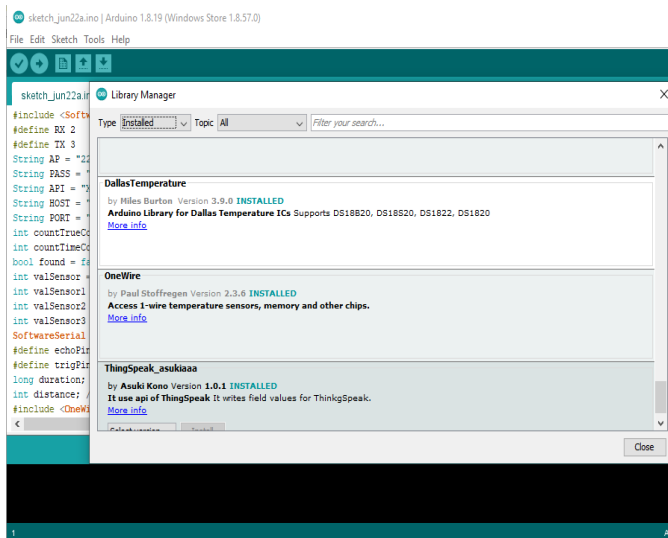 sketch_jun22a.ino | Arduino 1.8.19 (Windows Store 1.8.57.0)
File Edit Sketch Tools Help
sketch_jun22a.in
Library Manager
X
Type Installed Topic All Filter your search...
#include <Softw
#define RX 2
#define TX 3
String AP = "22
String PASS = "
String API = "X
String HOST = "
String PORT = "
int countTrueCo
int countTimeCo
bool found = fa
int valSensor =
int valSensor1
int valSensor2
int valSensor3
SoftwareSerial
#define echoPin
#define trigPin
long duration;
int distance; /
#include <OneWi
DallasTemperature
by Miles Burton Version 3.9.0 INSTALLED
Arduino Library for Dallas Temperature ICs Supports DS18B20, DS18S20, DS1822, DS1820
More info
OneWire
by Paul Stoffregen Version 2.3.6 INSTALLED
Access 1-wire temperature sensors, memory and other chips.
More info
ThingSpeak_asukiaaa
by Asuki Kono Version 1.0.1 INSTALLED
It use api of ThingSpeak It writes field values for ThinkgSpeak.
More info
Select version Install
Close
1